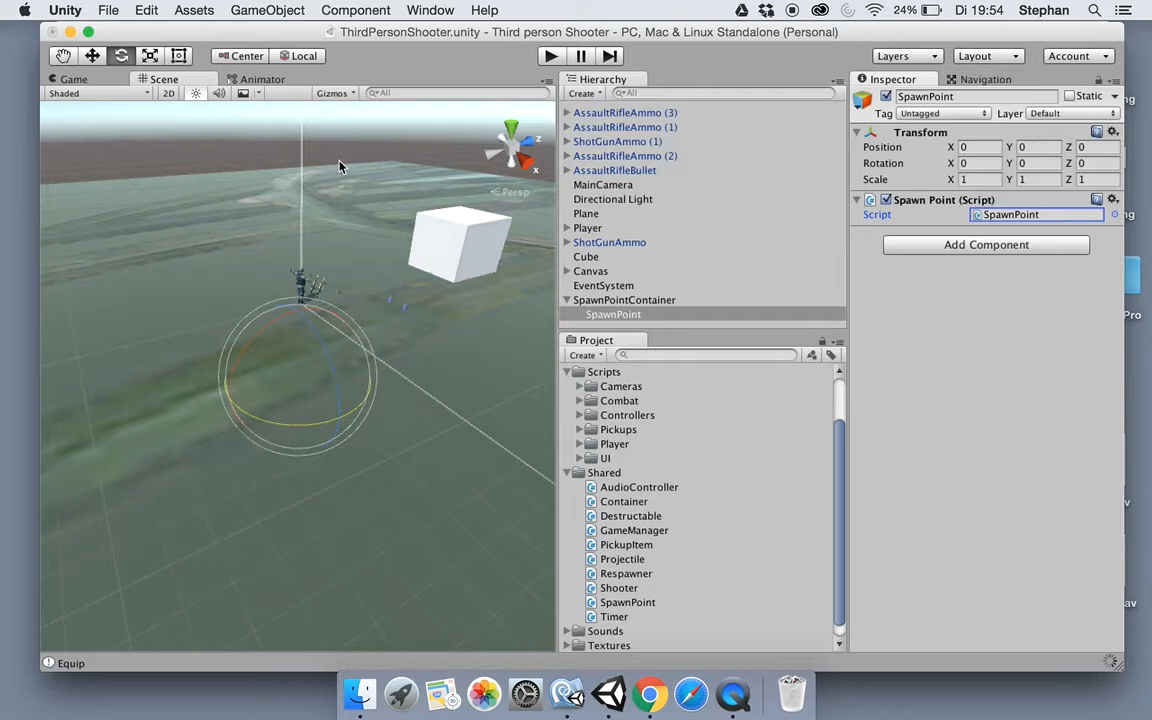 Unity File Edit Assets GameObject Component Window Help 24% Di 19:54 Stephan
ThirdPersonShooter.unity - Third person Shooter - PC, Mac & Linux Standalone (Personal)
Center Local Layers Layout Account
Game Scene Animator Hierarchy Inspector Navigation
Shaded 2D Gizmos All Create All
SpawnPoint Static
Tag Untagged Layer Default
Transform
Position X 0 Y 0 Z 0
Rotation X 0 Y 0 Z 0
Scale X 1 Y 1 Z 1
Spawn Point (Script)
Script SpawnPoint
Add Component
AssaultRifleAmmo (3)
AssaultRifleAmmo (1)
ShotGunAmmo (1)
AssaultRifleAmmo (2)
AssaultRifleBullet
MainCamera
Directional Light
Plane
Player
ShotGunAmmo
Cube
Canvas
EventSystem
SpawnPointContainer
SpawnPoint
z
x
Persp
Project
Create
Scripts
Cameras
Combat
Controllers
Pickups
Player
UI
Shared
AudioController
Container
Destructable
GameManager
PickupItem
Projectile
Respawner
Shooter
SpawnPoint
Timer
Sounds
Textures
Equip
ng
ng
Pro
av